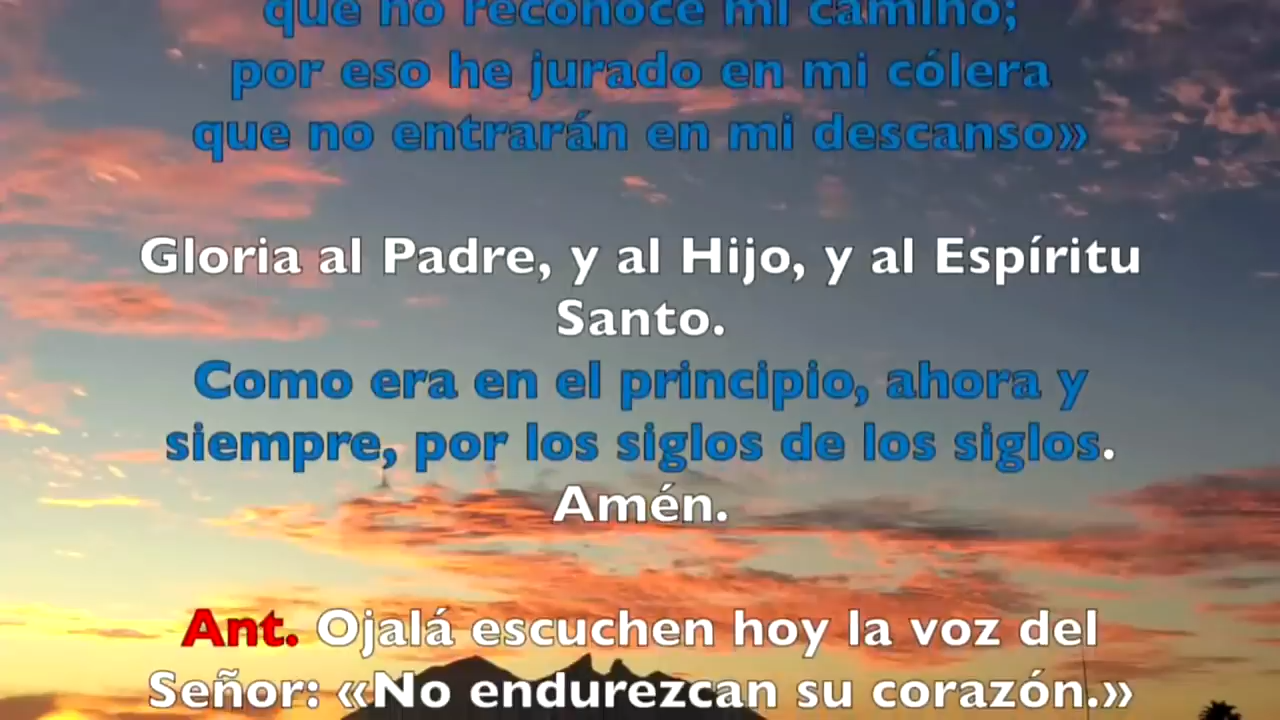 que no reconoce mi camino;
por eso he jurado en mi cólera
que no entrarán en mi descanso»
Gloria al Padre, y al Hijo, y al Espíritu
Santo.
Como era en el principio, ahora y
siempre, por los siglos de los siglos.
Amén.
Ant. Ojalá escuchen hoy la voz del
Señor: «No endurezcan su corazón.»